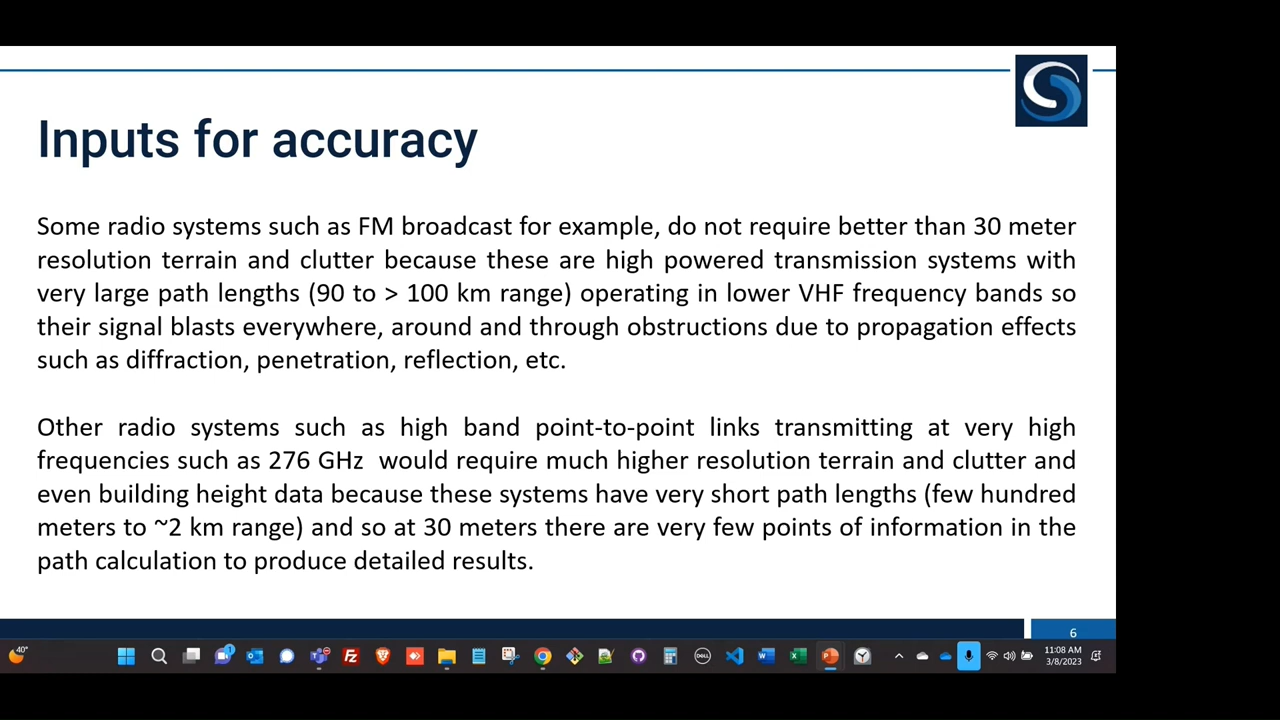 Inputs for accuracy
Some radio systems such as FM broadcast for example, do not require better than 30 meter
resolution terrain and clutter because these are high powered transmission systems with
very large path lengths (90 to > 100 km range) operating in lower VHF frequency bands so
their signal blasts everywhere, around and through obstructions due to propagation effects
such as diffraction, penetration, reflection, etc.
Other radio systems such as high band point-to-point links transmitting at very high
frequencies such as 276 GHz would require much higher resolution terrain and clutter and
even building height data because these systems have very short path lengths (few hundred
meters to ~2 km range) and so at 30 meters there are very few points of information in the
path calculation to produce detailed results.
6
40°
11:08 AM
3/8/2023